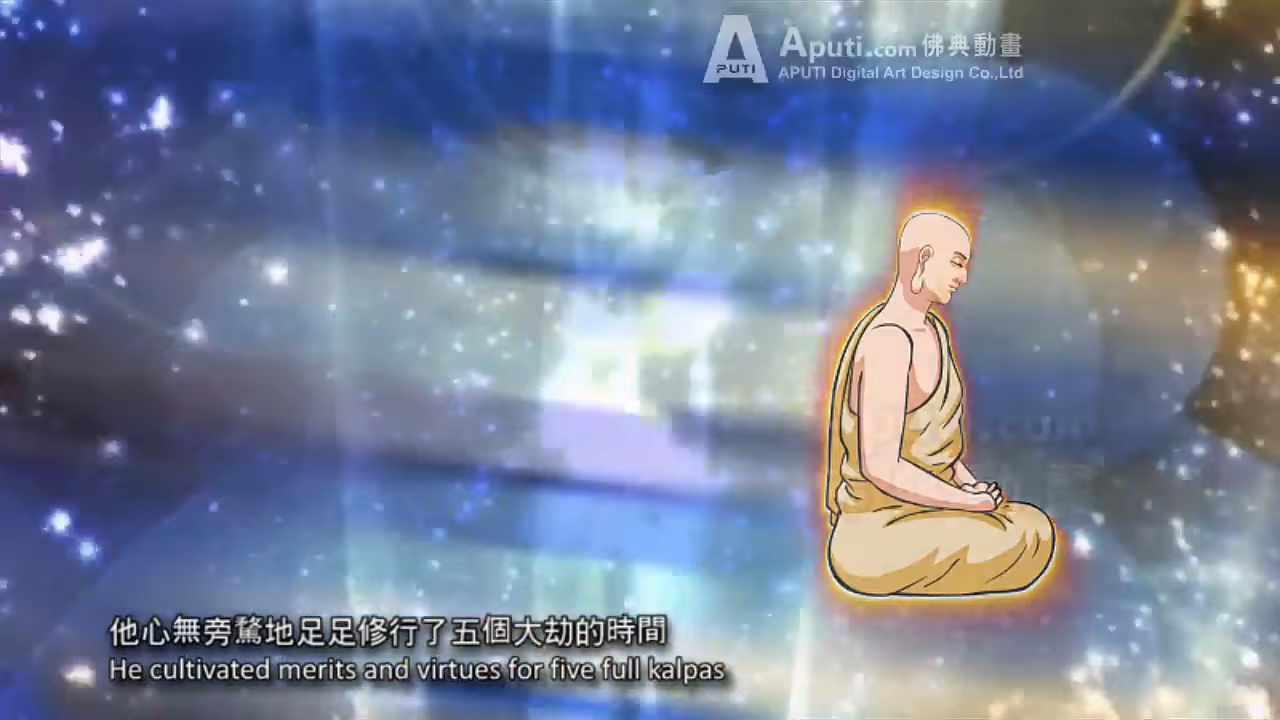 Aputi.com 佛典動畫
PUTI
APUTI Digital Art Design Co.,Ltd
.com
他心無旁騖地足足修行了五個大劫的時間
He cultivated merits and virtues for five full kalpas